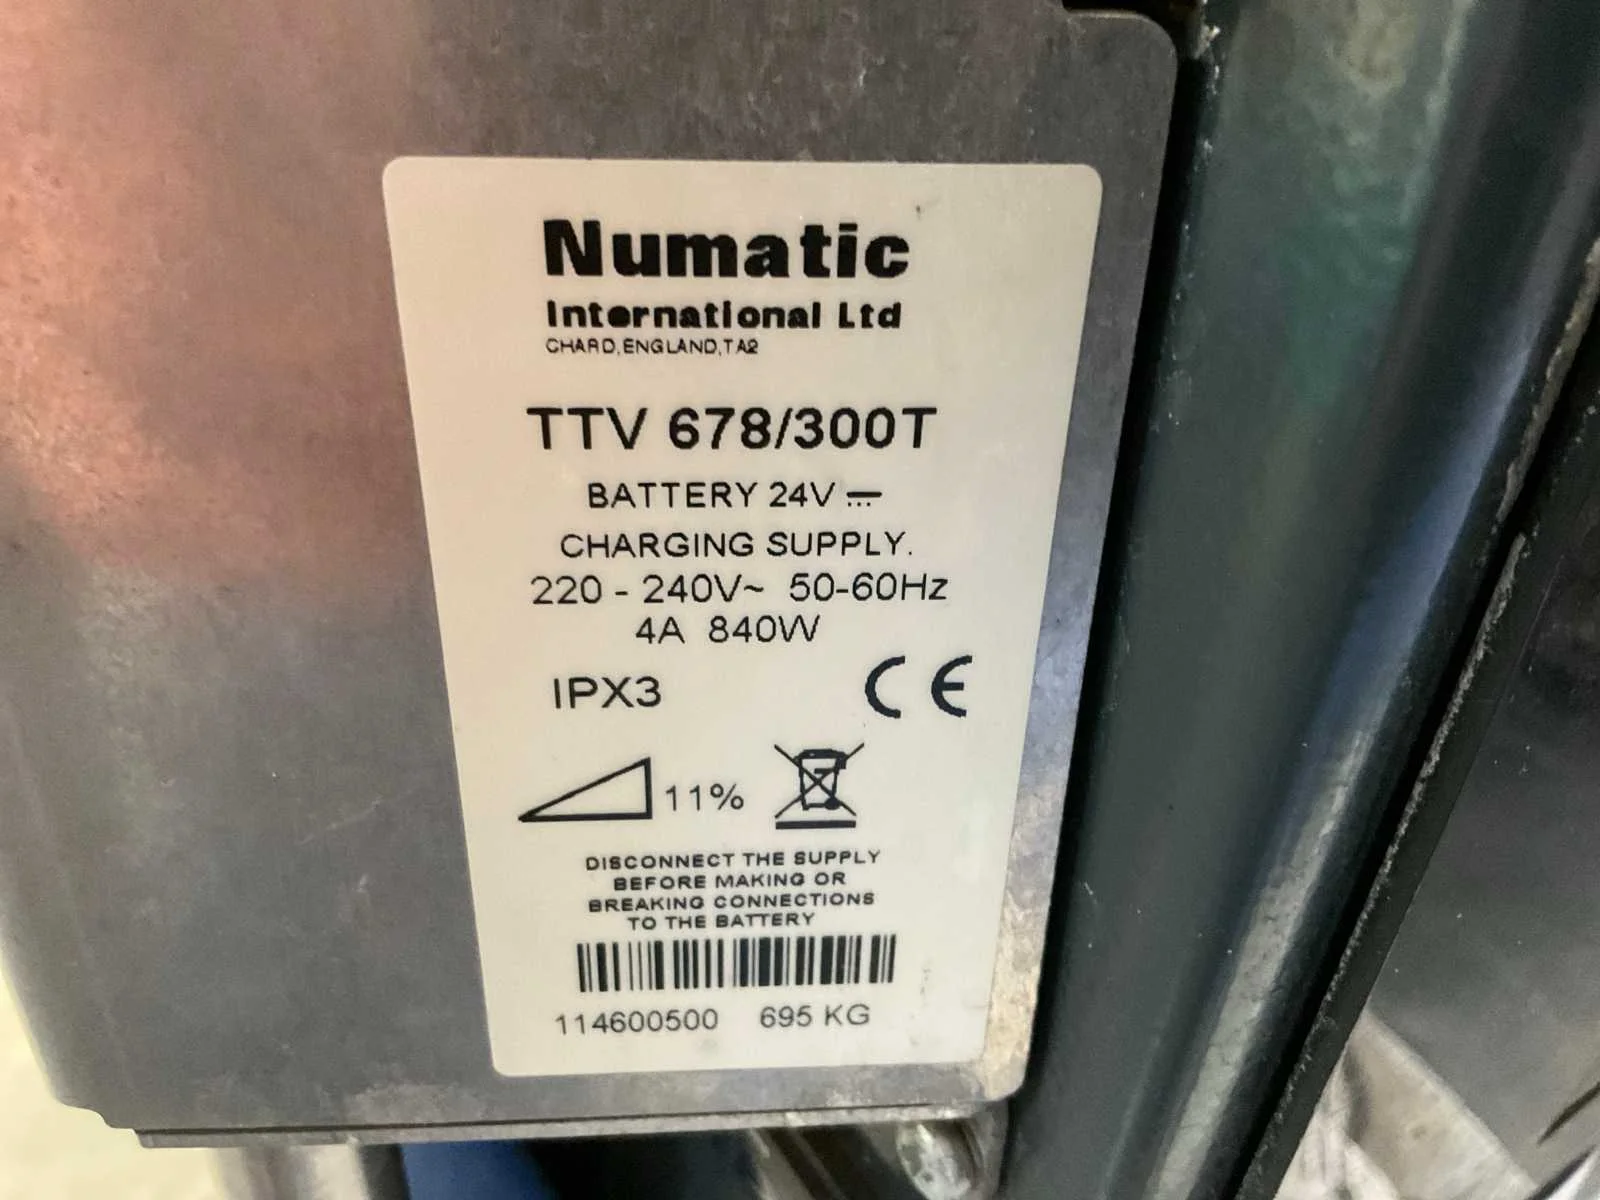 Numatic
International Ltd
CHARD,ENGLAND,TA2
TTV 678/300T
BATTERY 24V ⎓
CHARGING SUPPLY.
220 - 240V~ 50-60Hz
4A 840W
IPX3 CE
11%
DISCONNECT THE SUPPLY
BEFORE MAKING OR
BREAKING CONNECTIONS
TO THE BATTERY
114600500 695 KG